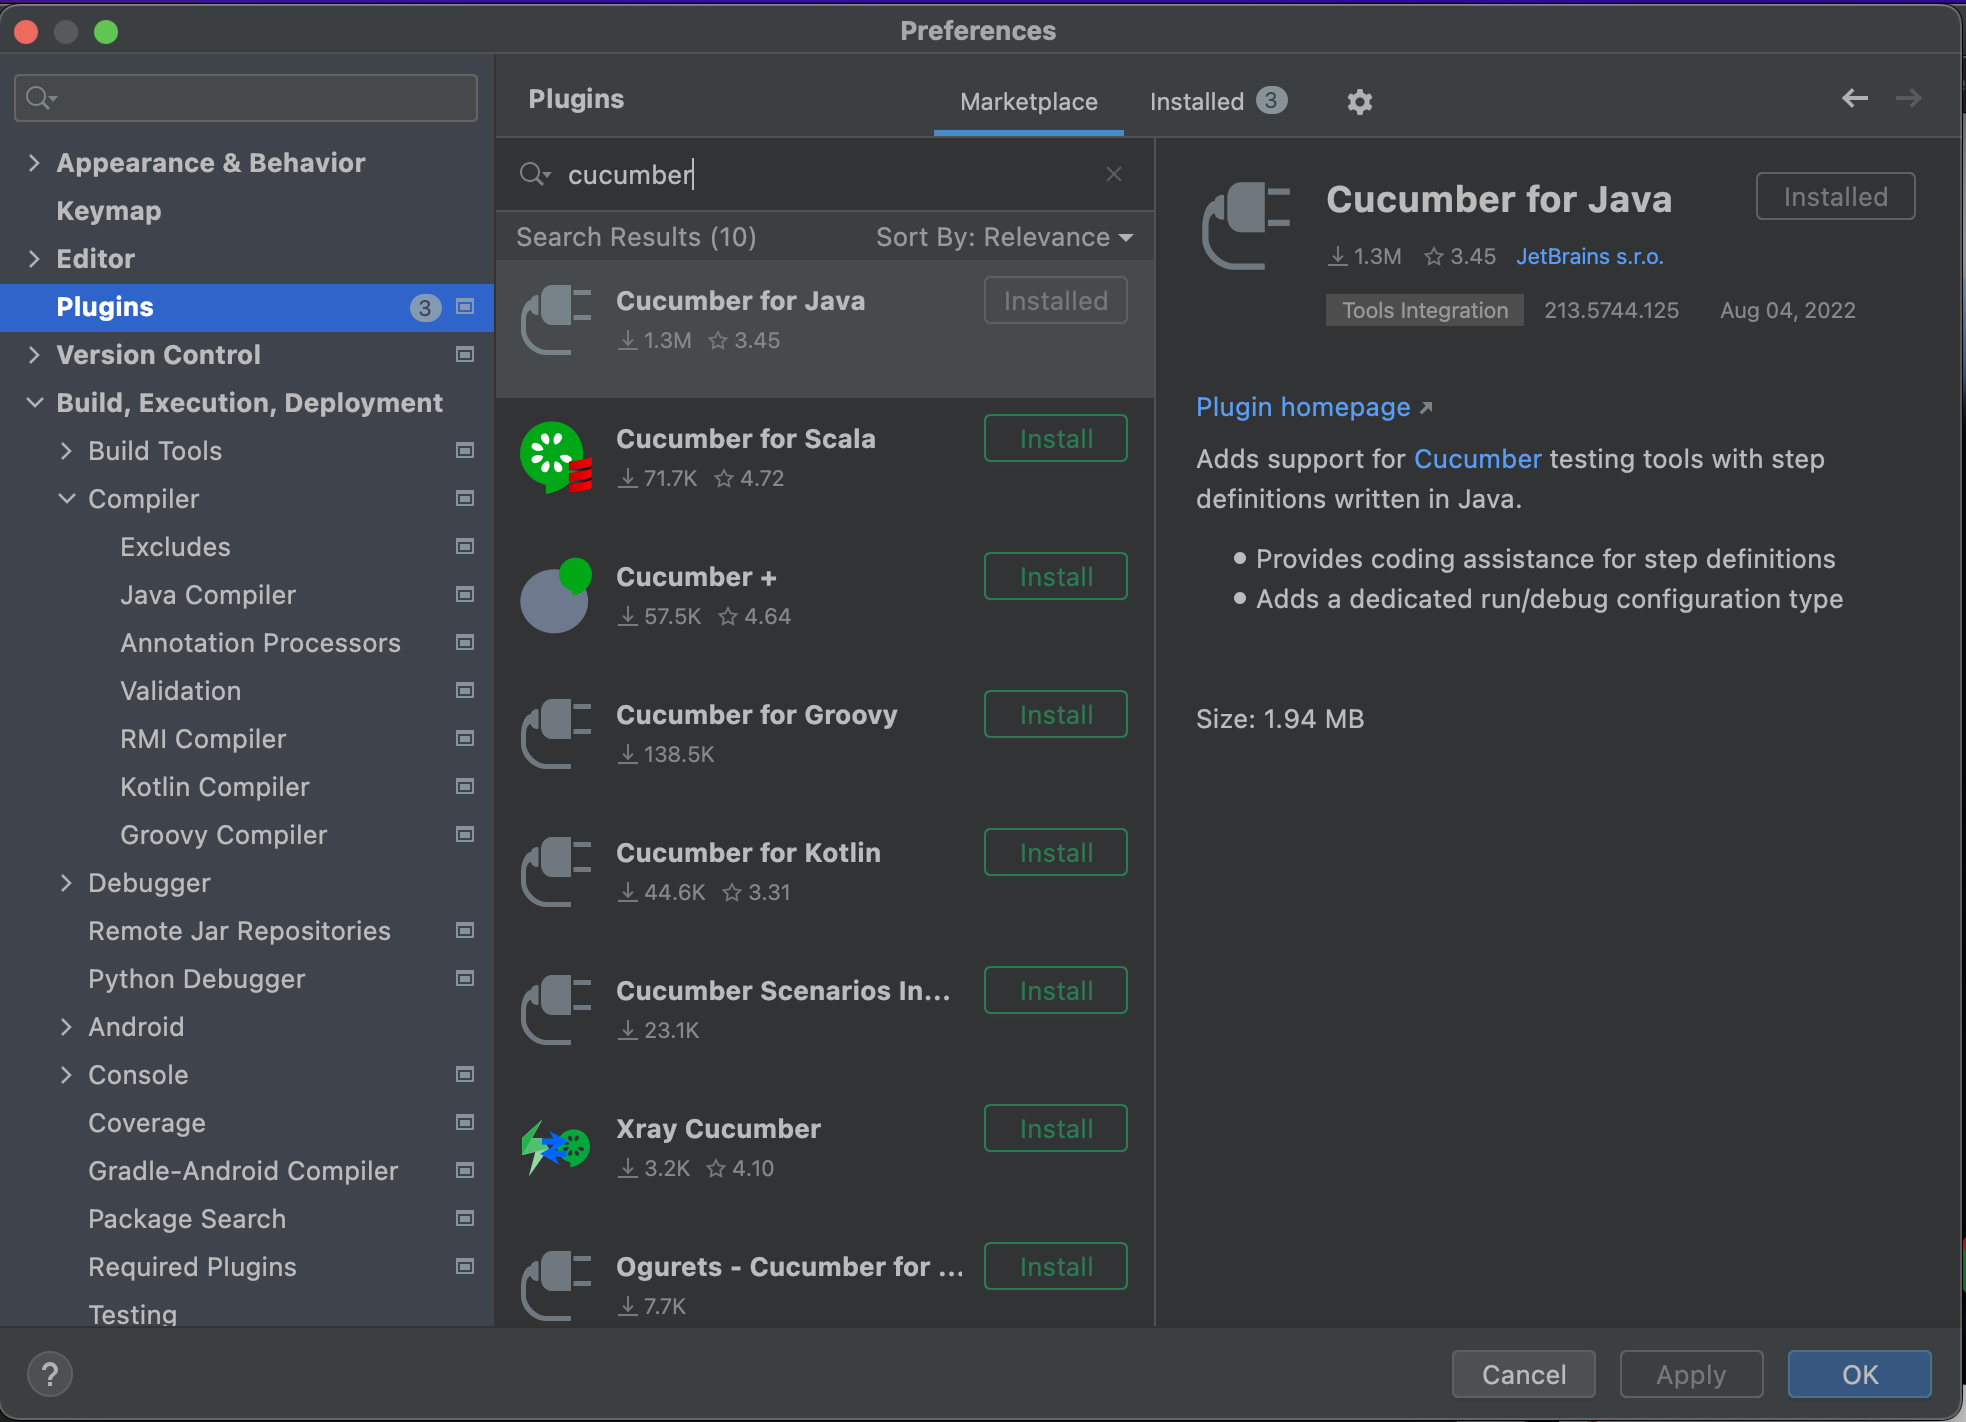 Preferences
Appearance & Behavior
Keymap
Editor
Plugins 3
Version Control
Build, Execution, Deployment
Build Tools
Compiler
Excludes
Java Compiler
Annotation Processors
Validation
RMI Compiler
Kotlin Compiler
Groovy Compiler
Debugger
Remote Jar Repositories
Python Debugger
Android
Console
Coverage
Gradle-Android Compiler
Package Search
Required Plugins
Testing
Plugins Marketplace Installed 3
cucumber
Search Results (10) Sort By: Relevance
Cucumber for Java Installed
1.3M 3.45
Cucumber for Scala Install
71.7K 4.72
Cucumber + Install
57.5K 4.64
Cucumber for Groovy Install
138.5K
Cucumber for Kotlin Install
44.6K 3.31
Cucumber Scenarios In... Install
23.1K
Xray Cucumber Install
3.2K 4.10
Ogurets - Cucumber for ... Install
7.7K
Cucumber for Java Installed
1.3M 3.45 JetBrains s.r.o.
Tools Integration 213.5744.125 Aug 04, 2022
Plugin homepage
Adds support for Cucumber testing tools with step
definitions written in Java.
Provides coding assistance for step definitions
Adds a dedicated run/debug configuration type
Size: 1.94 MB
? Cancel Apply OK